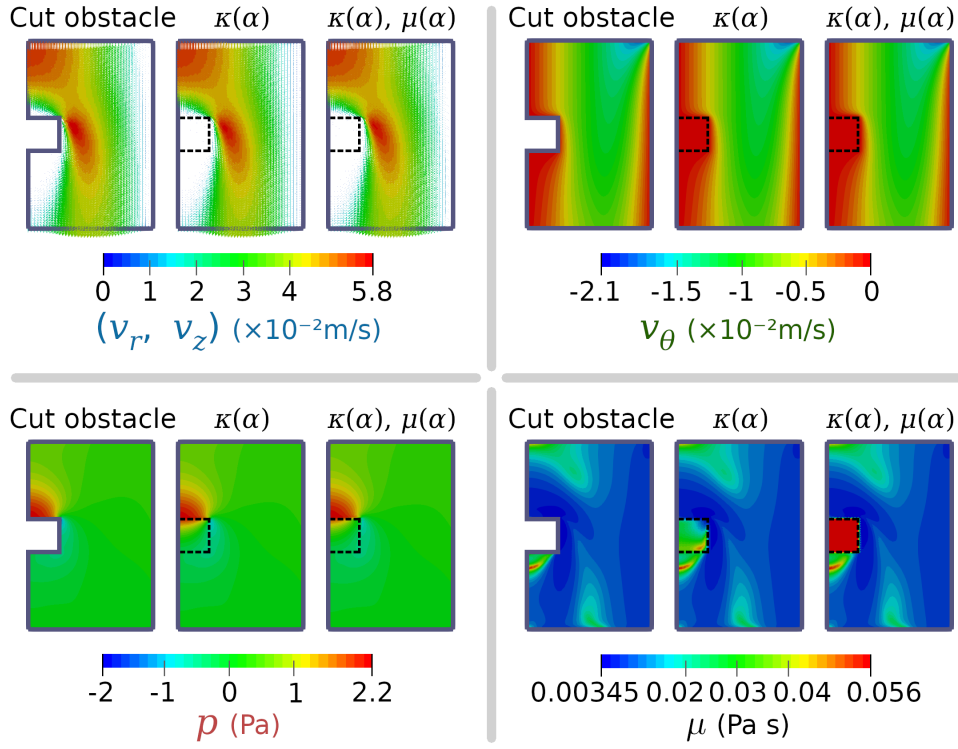 Cut obstacle κ(α) κ(α), μ(α)
0 1 2 3 4 5.8
(v_r, v_z) (×10⁻²m/s)
Cut obstacle κ(α) κ(α), μ(α)
-2.1 -1.5 -1 -0.5 0
v_θ (×10⁻²m/s)
Cut obstacle κ(α) κ(α), μ(α)
-2 -1 0 1 2.2
p (Pa)
Cut obstacle κ(α) κ(α), μ(α)
0.00345 0.02 0.03 0.04 0.056
μ (Pa s)